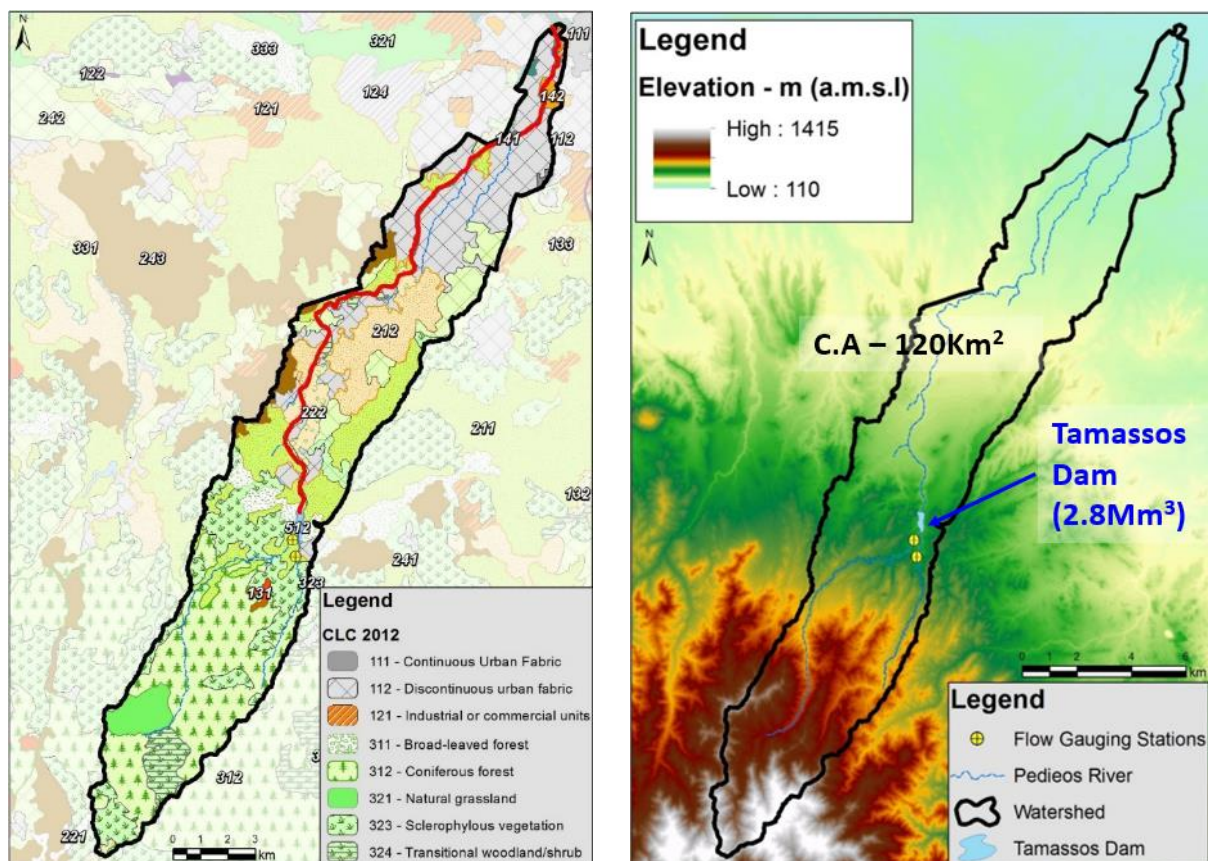 N
321
111
333
122
124
121
142
242
141
112
331
243
133
212
222
211
132
512
241
323
131
312
221
0 1 2 3
km
Legend
CLC 2012
111 - Continuous Urban Fabric
112 - Discontinuous urban fabric
121 - Industrial or commercial units
311 - Broad-leaved forest
312 - Coniferous forest
321 - Natural grassland
323 - Sclerophylous vegetation
324 - Transitional woodland/shrub
Legend
Elevation - m (a.m.s.l)
High : 1415
Low : 110
N
C.A – 120Km²
Tamassos
Dam
(2.8Mm³)
0 2 4 6
km
Legend
Flow Gauging Stations
Pedieos River
Watershed
Tamassos Dam